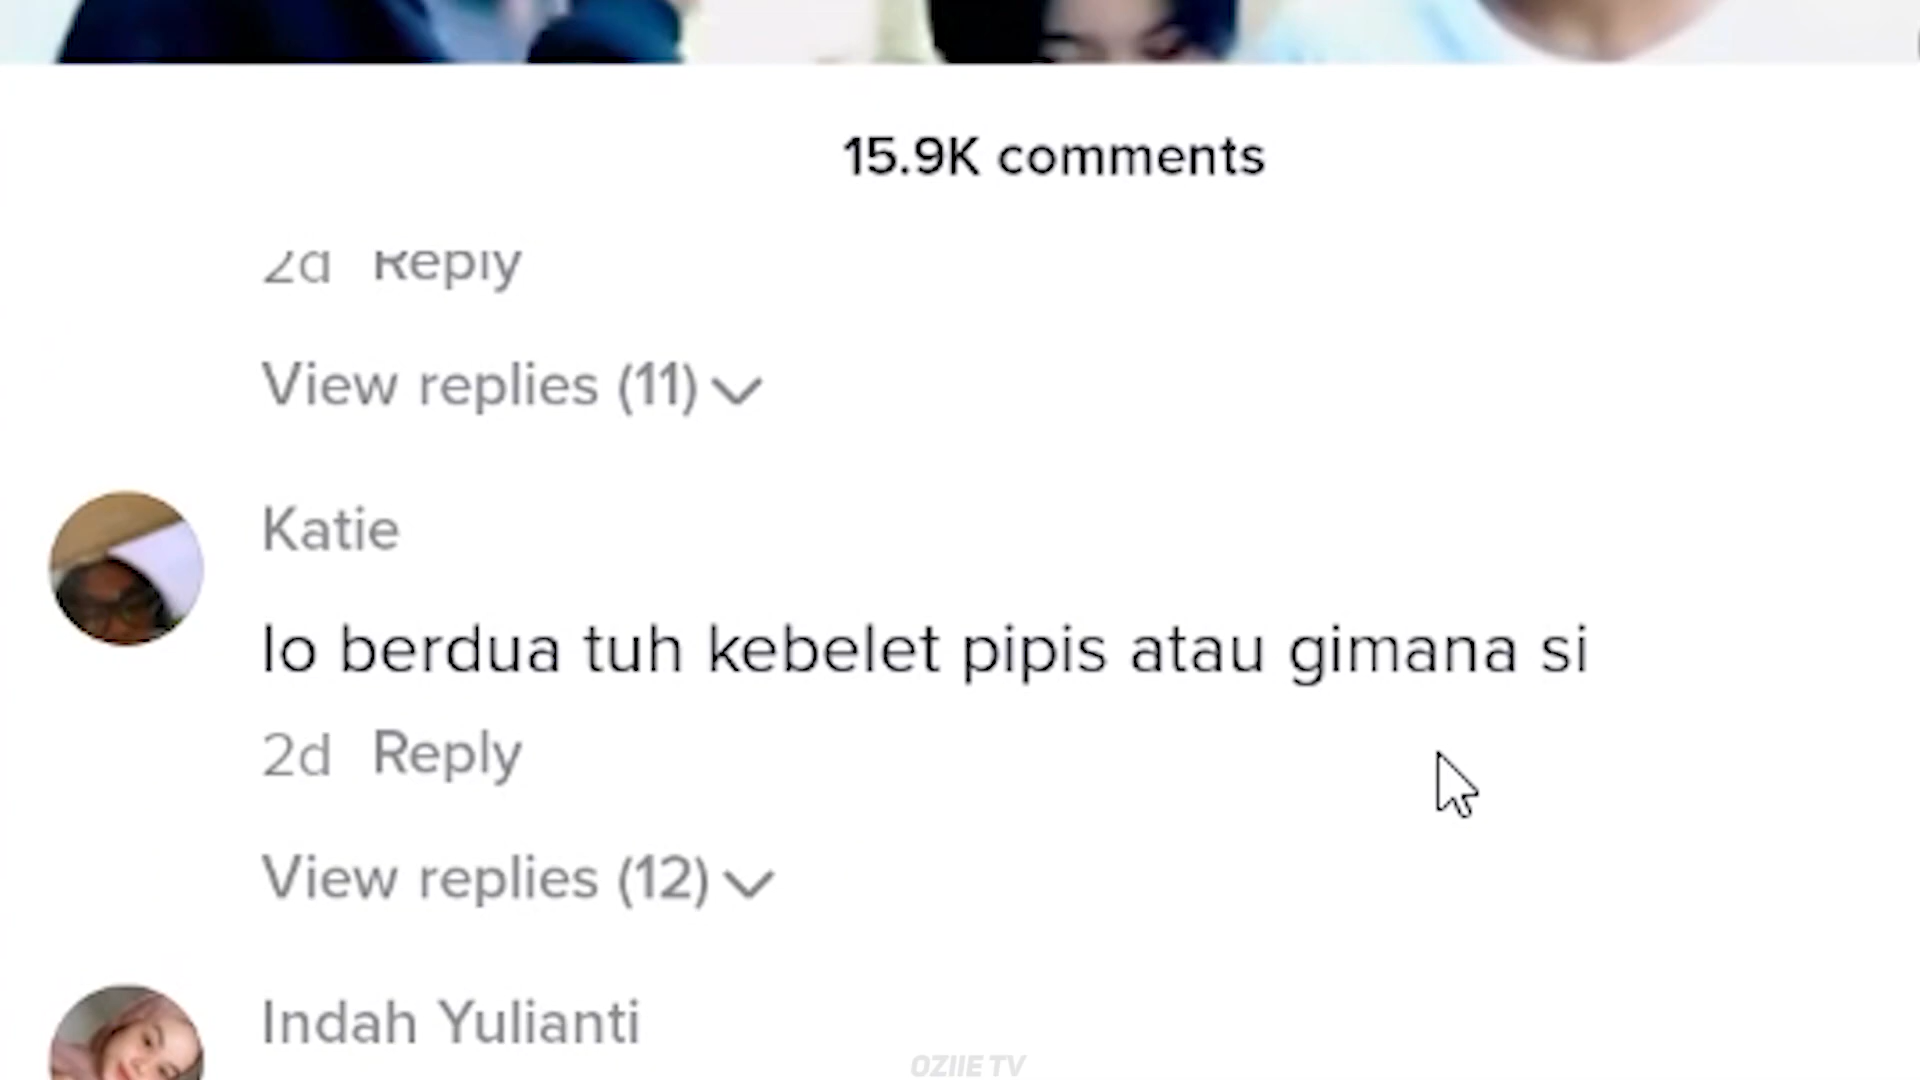 15.9K comments
2d Reply
View replies (11)
Katie
lo berdua tuh kebelet pipis atau gimana si
2d Reply
View replies (12)
Indah Yulianti
OZIIE TV